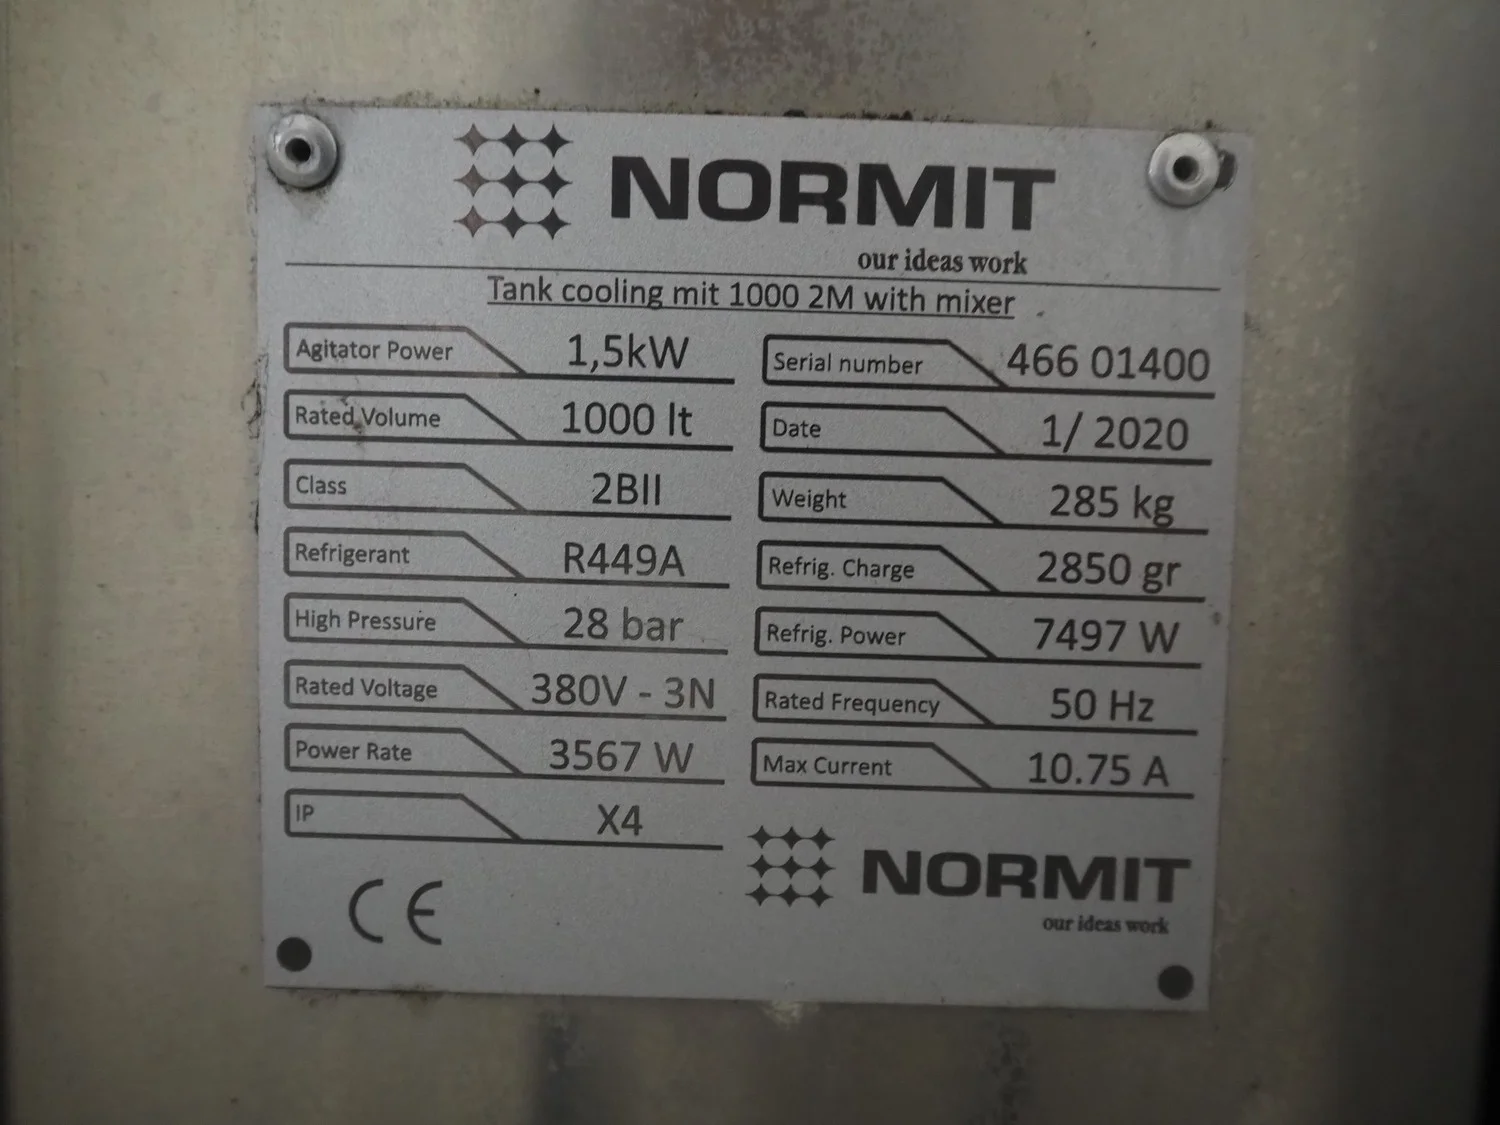 NORMIT
our ideas work
Tank cooling mit 1000 2M with mixer
Agitator Power 1,5kW
Rated Volume 1000 lt
Class 2BII
Refrigerant R449A
High Pressure 28 bar
Rated Voltage 380V - 3N
Power Rate 3567 W
IP X4
Serial number 466 01400
Date 1/ 2020
Weight 285 kg
Refrig. Charge 2850 gr
Refrig. Power 7497 W
Rated Frequency 50 Hz
Max Current 10.75 A
CE
NORMIT
our ideas work